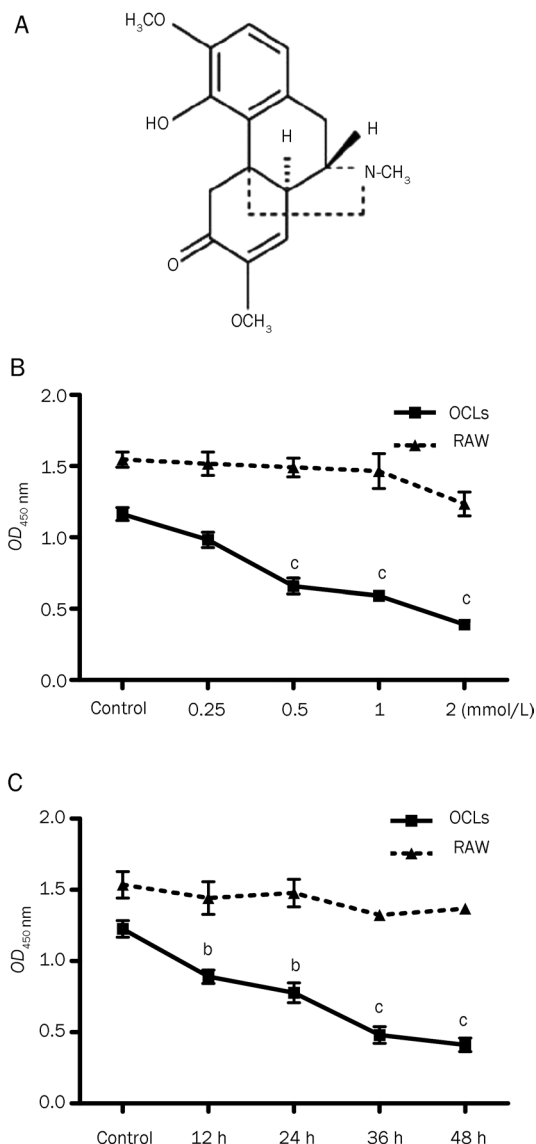 A
H₃CO
HO
H
H
N-CH₃
O
OCH₃
B
2.0
1.5
1.0
0.5
0.0
OD₄₅₀ nm
OCLs
RAW
c
c
c
Control 0.25 0.5 1 2 (mmol/L)
C
2.0
1.5
1.0
0.5
0.0
OD₄₅₀ nm
OCLs
RAW
b
b
c
c
Control 12 h 24 h 36 h 48 h